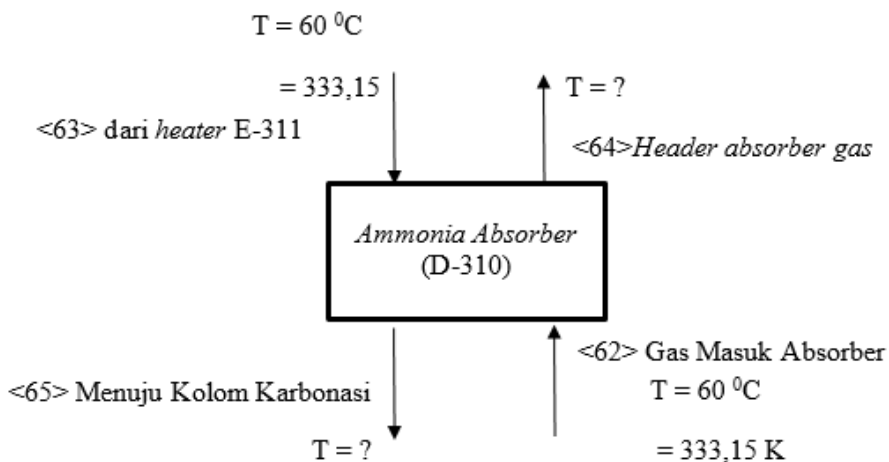 T = 60 ⁰C
= 333,15
<63> dari heater E-311
T = ?
<64>Header absorber gas
Ammonia Absorber
(D-310)
<65> Menuju Kolom Karbonasi
T = ?
<62> Gas Masuk Absorber
T = 60 ⁰C
= 333,15 K